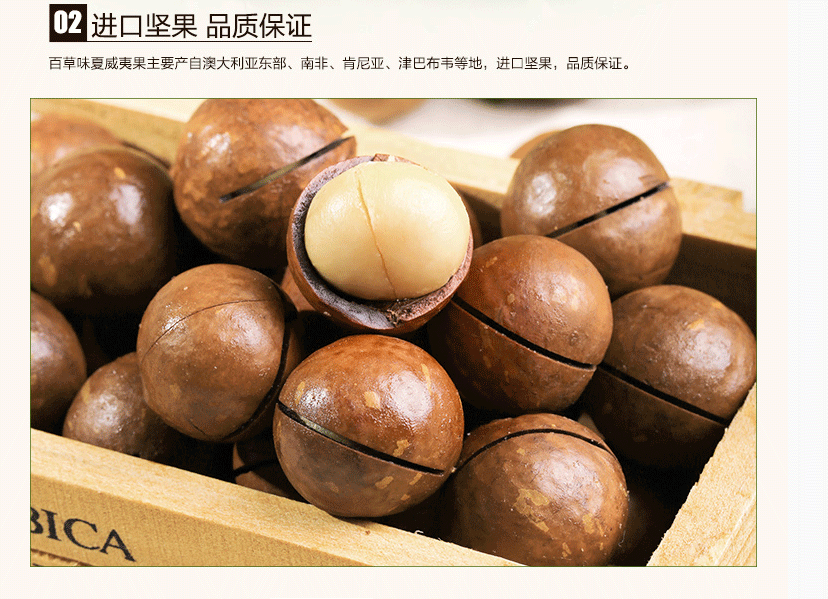 02 进口坚果 品质保证
百草味夏威夷果主要产自澳大利亚东部、南非、肯尼亚、津巴布韦等地，进口坚果，品质保证。
BICA